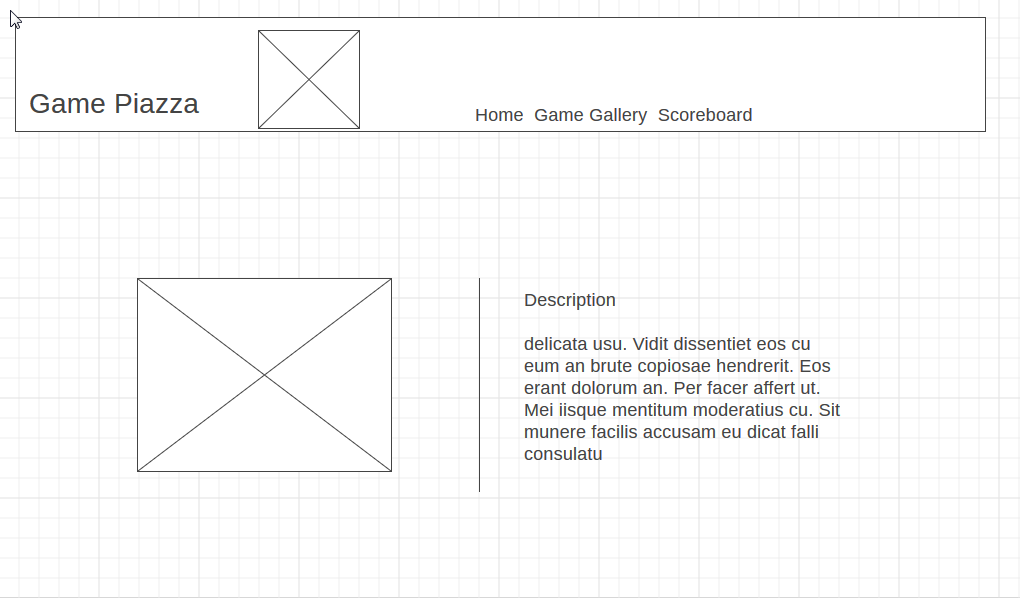 Game Piazza
Home Game Gallery Scoreboard
Description
delicata usu. Vidit dissentiet eos cu
eum an brute copiosae hendrerit. Eos
erant dolorum an. Per facer affert ut.
Mei iisque mentitum moderatius cu. Sit
munere facilis accusam eu dicat falli
consulatu